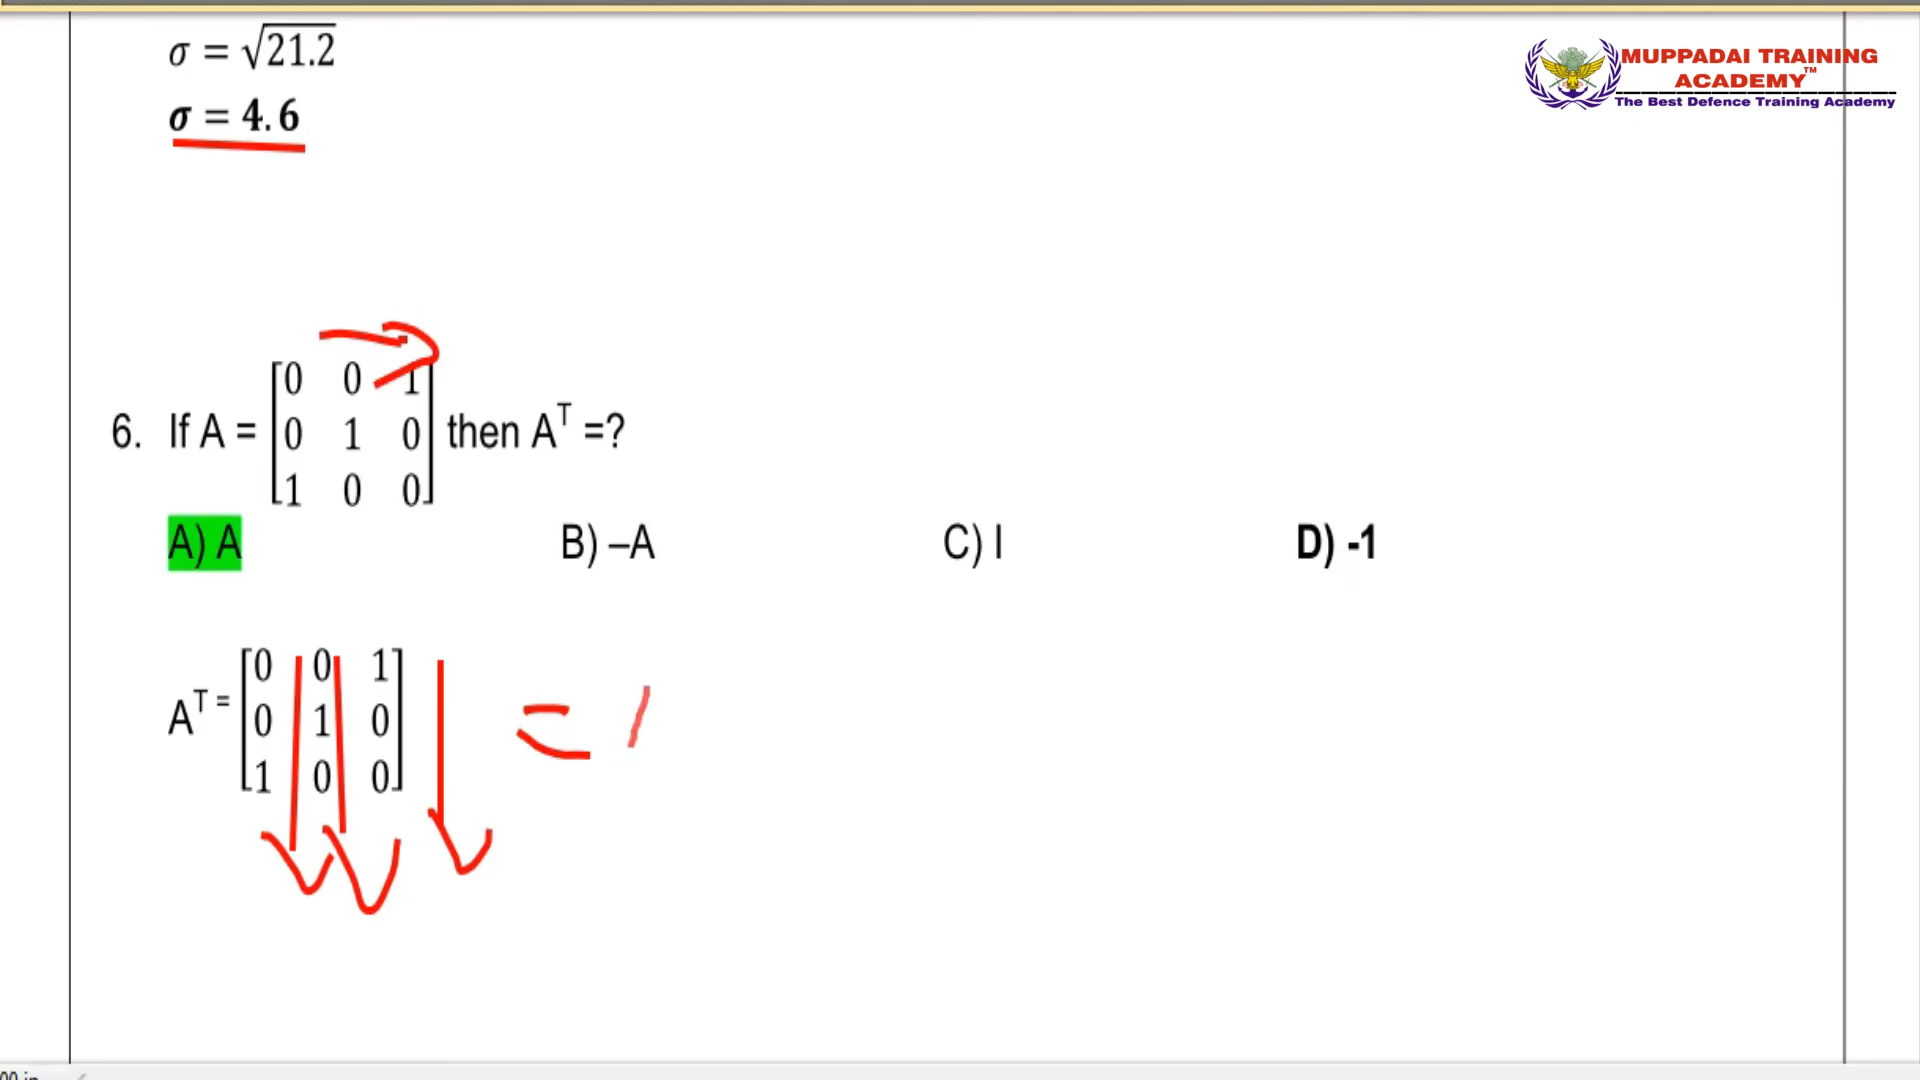 σ = √21.2
MUPPADAI TRAINING
ACADEMY™
The Best Defence Training Academy
σ = 4.6
6. If A = [0 0 1
0 1 0
1 0 0] then Aᵀ =?
A) A B) –A C) I D) -1
Aᵀ = [0 0 1
0 1 0
1 0 0] =